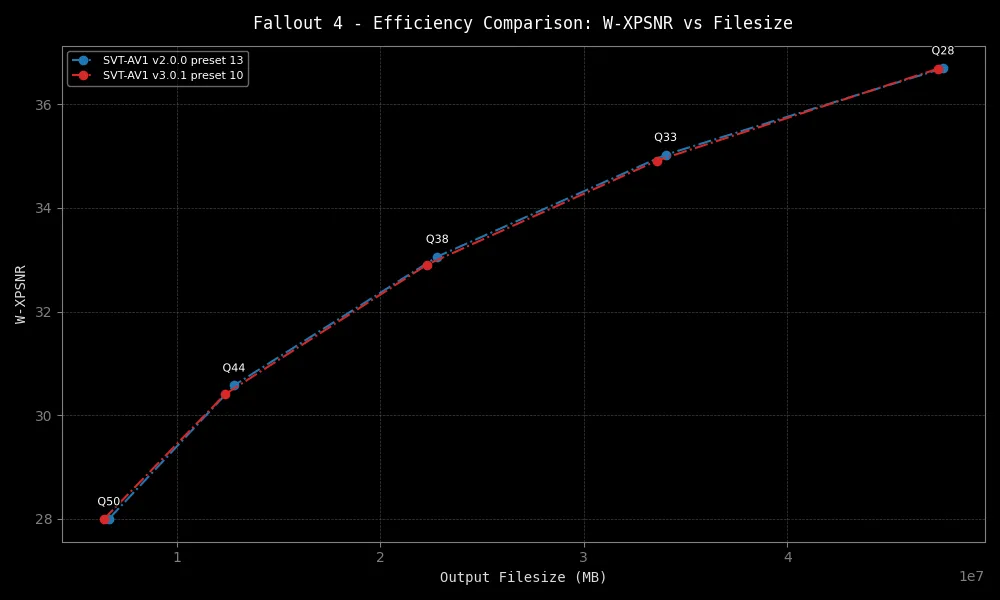 Fallout 4 - Efficiency Comparison: W-XPSNR vs Filesize
SVT-AV1 v2.0.0 preset 13
SVT-AV1 v3.0.1 preset 10
Q28
Q33
Q38
Q44
Q50
36
34
32
30
28
W-XPSNR
1 2 3 4
1e7
Output Filesize (MB)